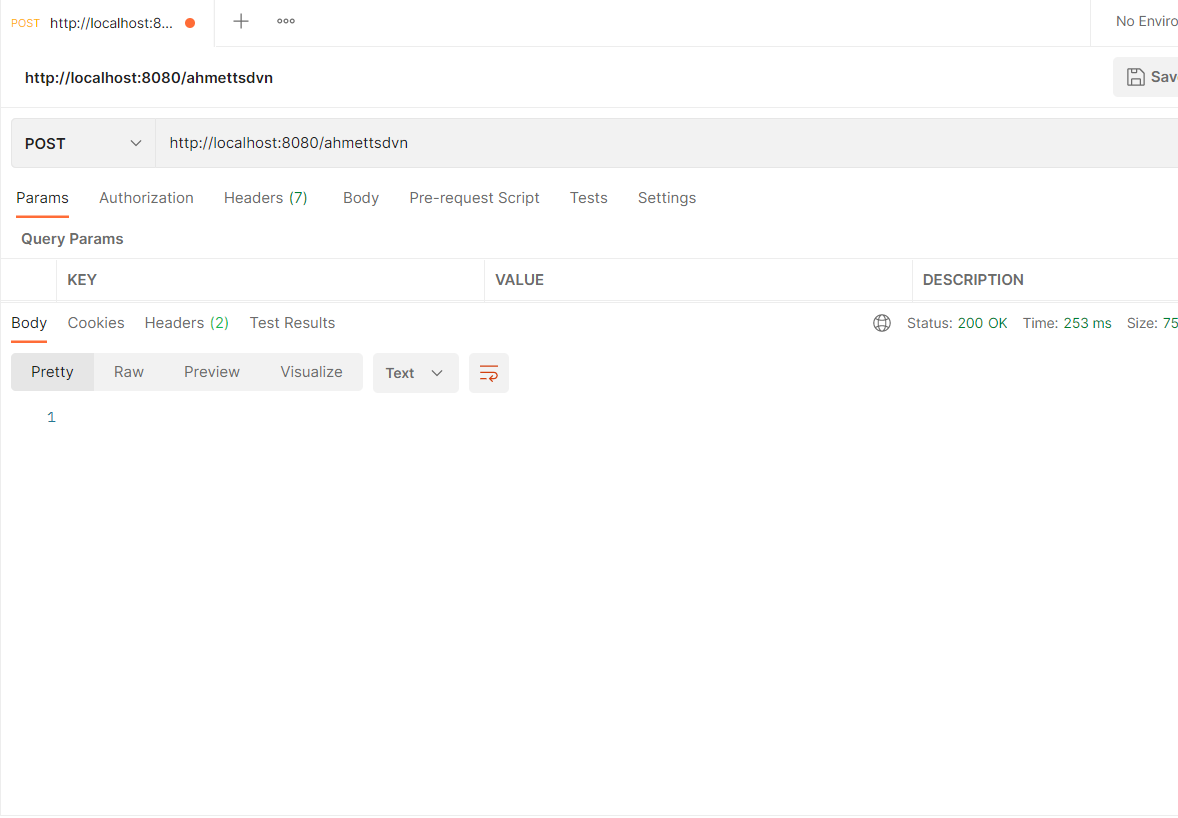 POST http://localhost:8...
No Enviro
http://localhost:8080/ahmettsdvn
Save
POST http://localhost:8080/ahmettsdvn
Params Authorization Headers (7) Body Pre-request Script Tests Settings
Query Params
KEY VALUE DESCRIPTION
Body Cookies Headers (2) Test Results Status: 200 OK Time: 253 ms Size: 75
Pretty Raw Preview Visualize Text
1